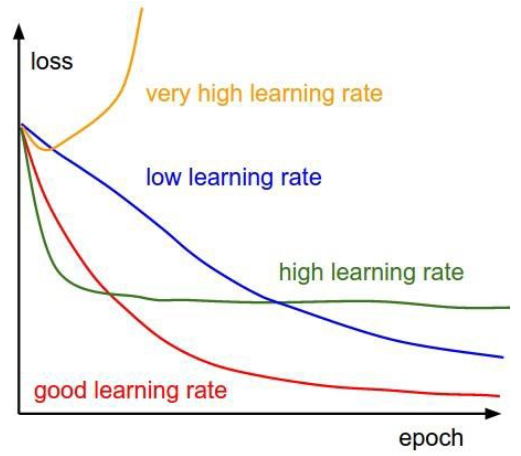 loss
very high learning rate
low learning rate
high learning rate
good learning rate
epoch